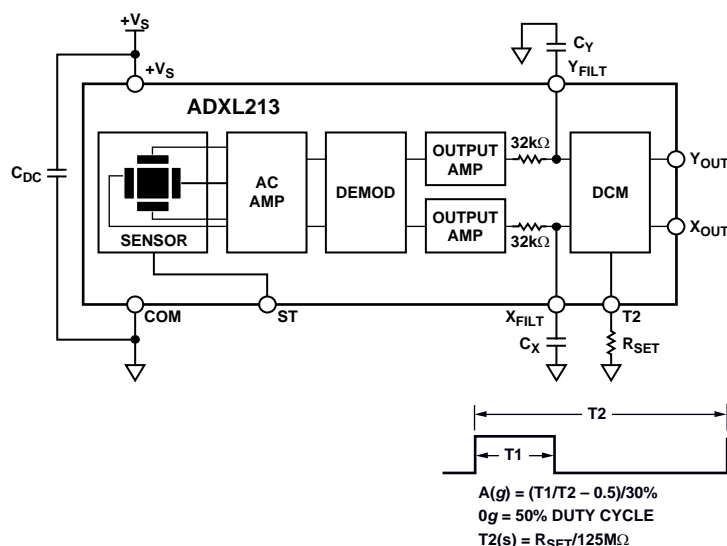 +VS
+VS
CY
YFILT
ADXL213
CDC
SENSOR
AC
AMP
DEMOD
OUTPUT
AMP
OUTPUT
AMP
32kΩ
32kΩ
DCM
YOUT
XOUT
COM
ST
XFILT
T2
CX
RSET
T2
T1
A(g) = (T1/T2 – 0.5)/30%
0g = 50% DUTY CYCLE
T2(s) = RSET/125MΩ